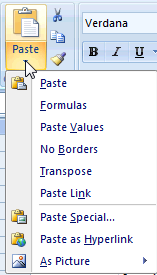 Verdana
Paste
B I U
Paste
Formulas
Paste Values
No Borders
Transpose
Paste Link
Paste Special...
Paste as Hyperlink
As Picture